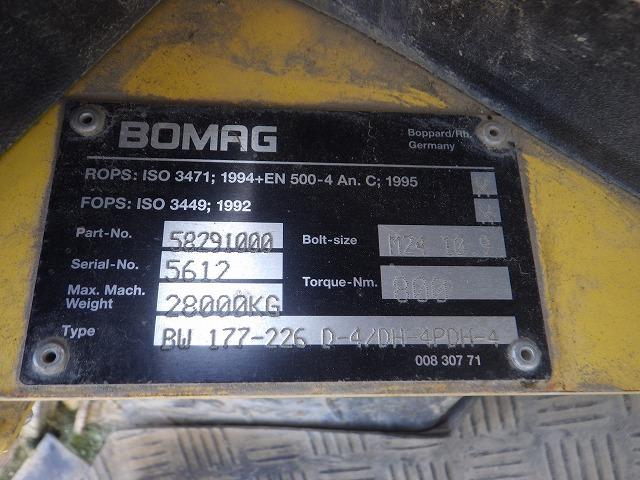 BOMAG
Boppard/Rh.
Germany
ROPS: ISO 3471; 1994+EN 500-4 An. C; 1995 X
FOPS: ISO 3449; 1992 X
Part-No. 58291000 Bolt-size M24 10.9
Serial-No. 5612
Max. Mach. Weight 28000KG Torque-Nm. 800
Type BW 177-226 D-4/DH-4PDH-4
008 307 71